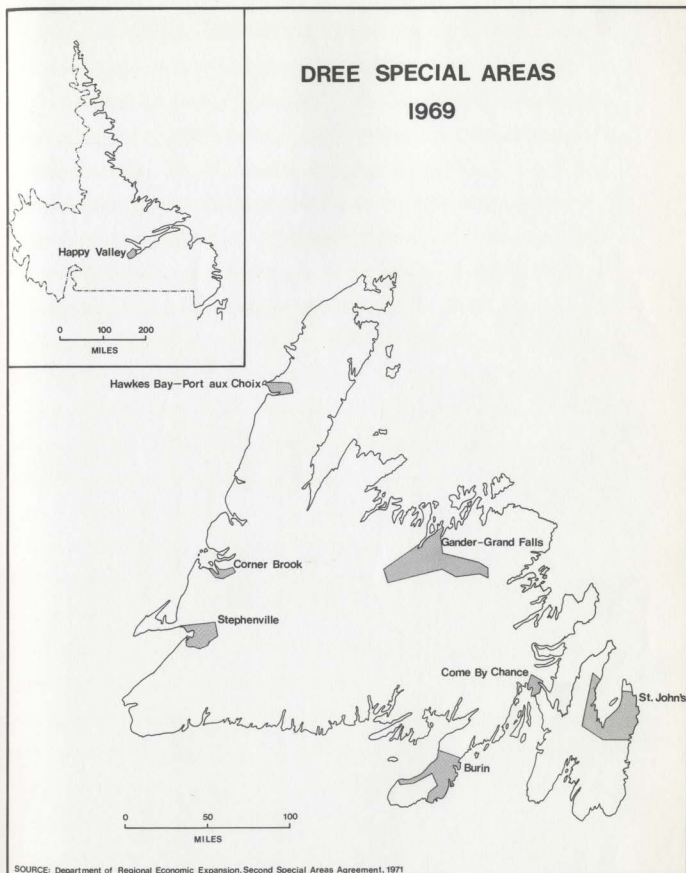 DREE SPECIAL AREAS
1969
Happy Valley
0 100 200
MILES
Hawkes Bay—Port aux Choix
Gander-Grand Falls
Corner Brook
Stephenville
Come By Chance
St. John's
Burin
0 50 100
MILES
SOURCE: Department of Regional Economic Expansion, Second Special Areas Agreement, 1971